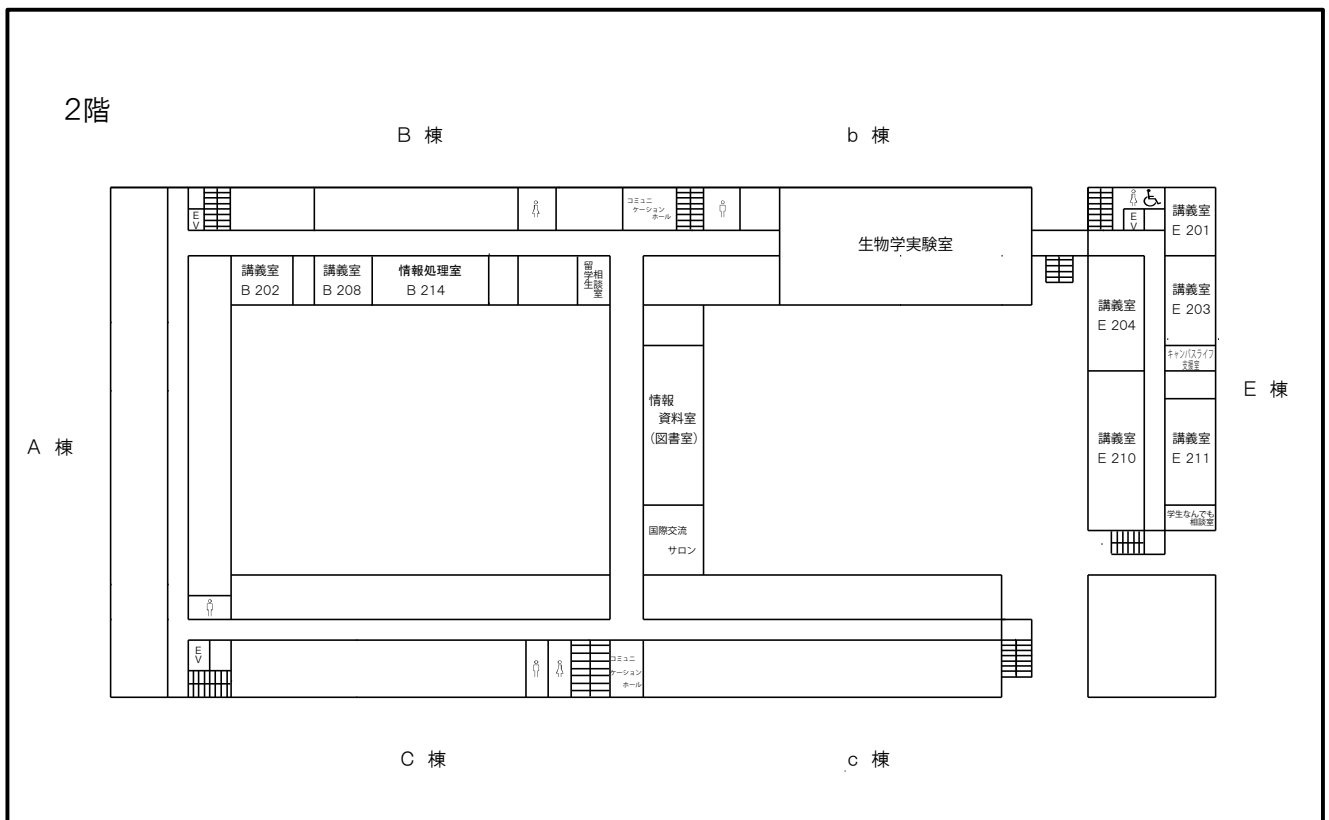 2階
B 棟
b 棟
EV
コミュニ
ケーション
ホール
EV
講義室
E 201
生物学実験室
講義室
B 202
講義室
B 208
情報処理室
B 214
留学生
相談室
講義室
E 204
講義室
E 203
キャンパスライフ
支援室
E 棟
A 棟
情報
資料室
(図書室)
講義室
E 210
講義室
E 211
学生なんでも
相談室
国際交流
サロン
EV
コミュニ
ケーション
ホール
C 棟
c 棟